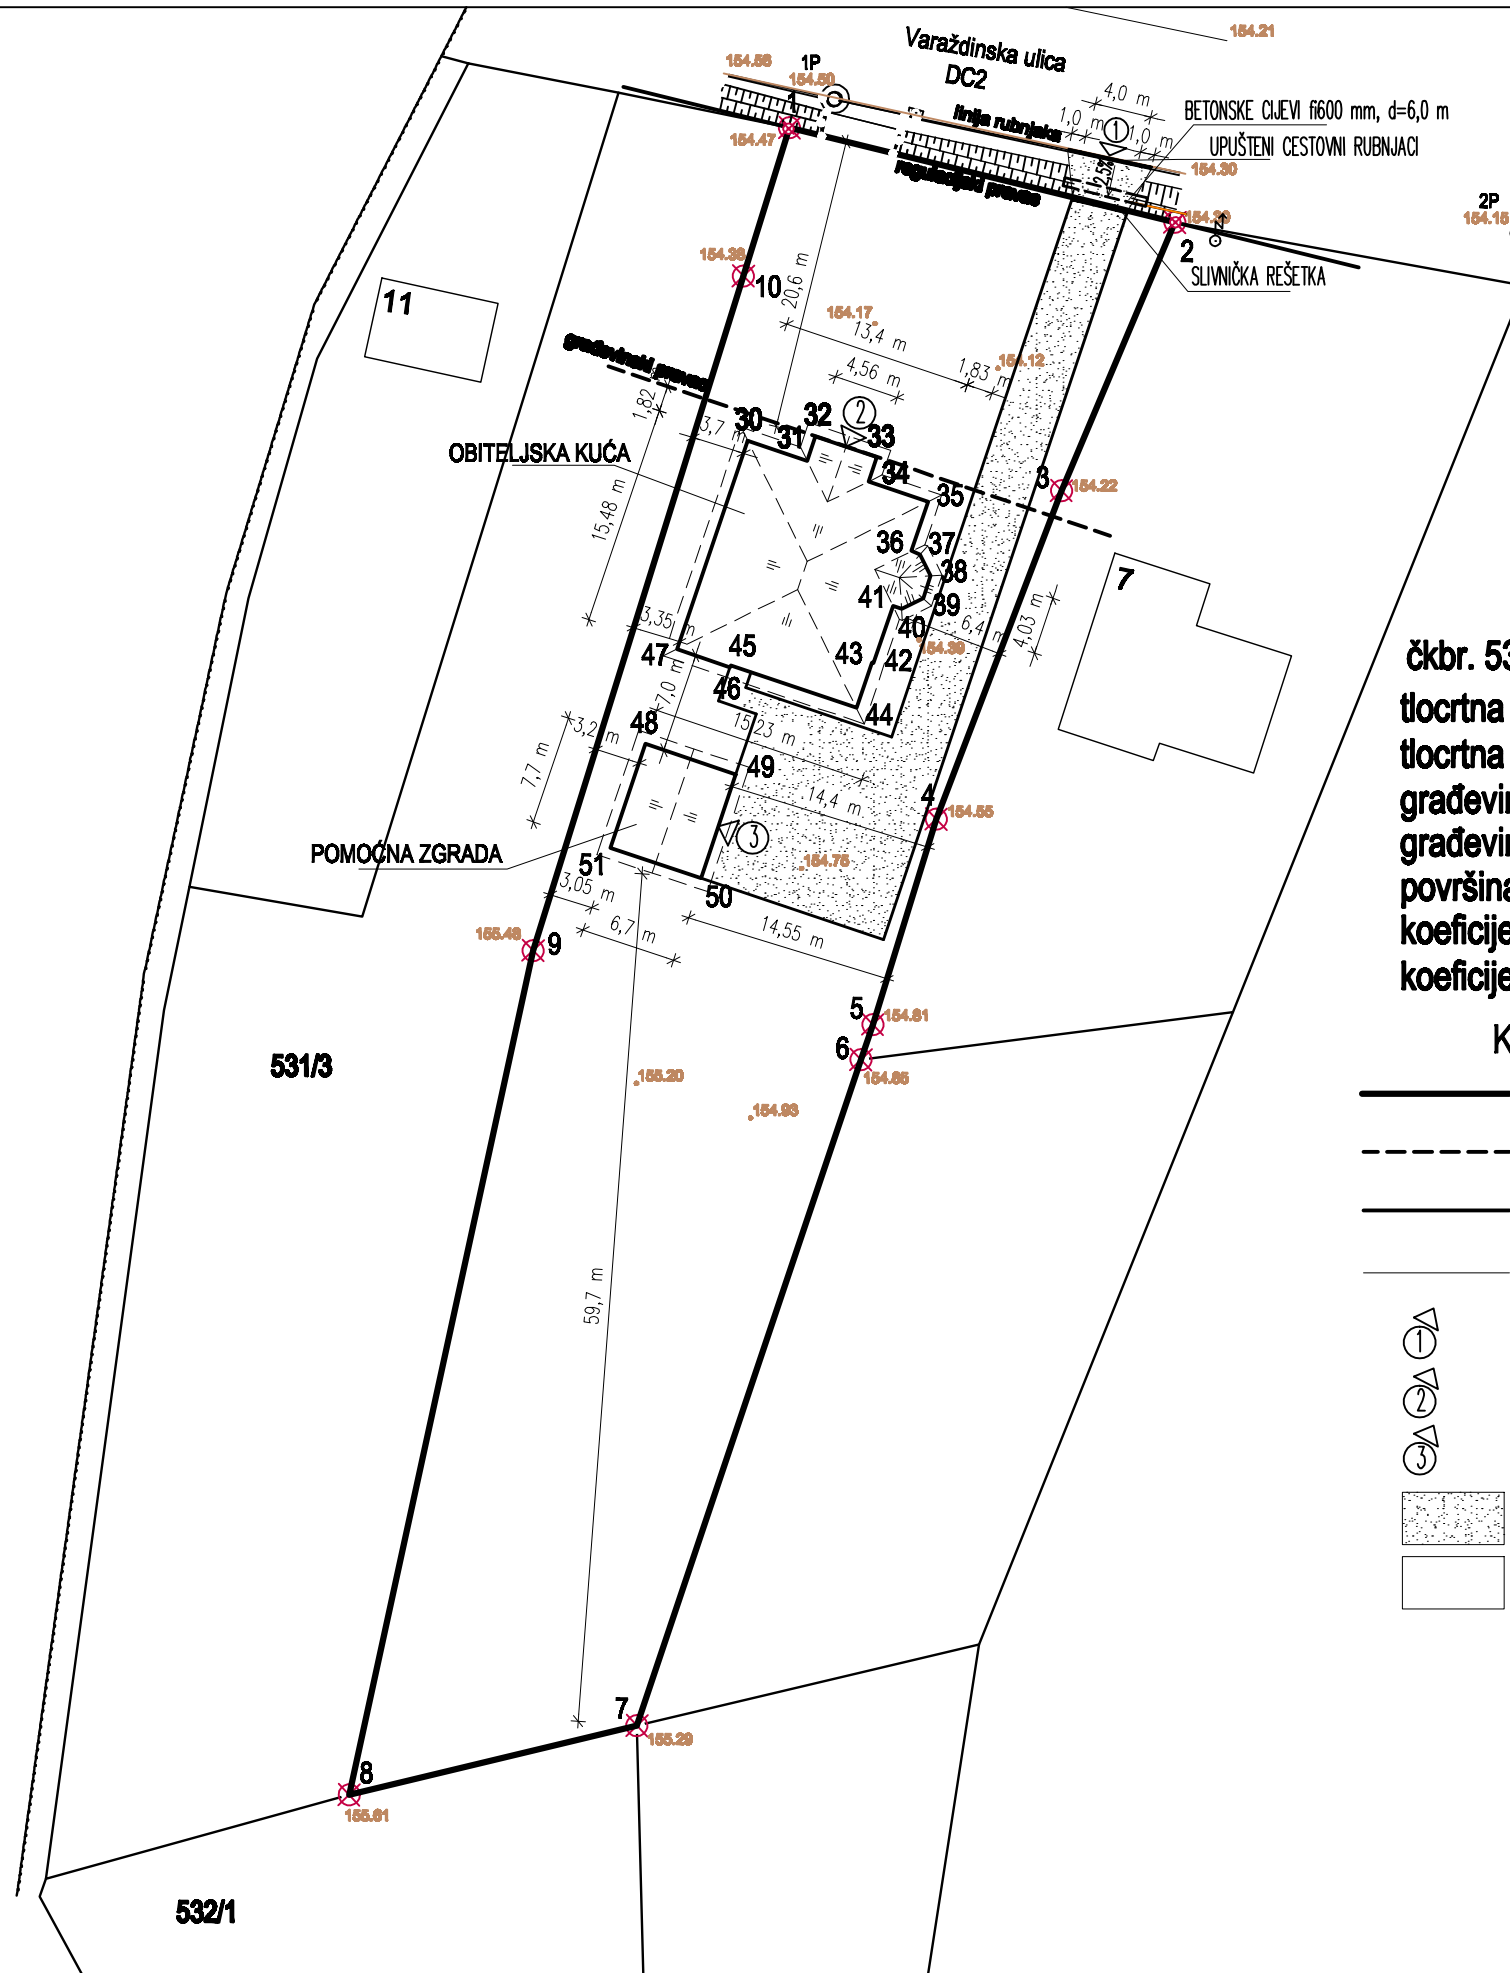 154.21
Varaždinska ulica
DC2
154.56
1P
154.50
1
154.47
linija rubnjaka
4,0 m
1,0 m
1
1,0 m
BETONSKE CIJEVI fi600 mm, d=6,0 m
UPUŠTENI CESTOVNI RUBNJACI
regulacijski pravac
154.30
2P
154.15
2
SLIVNIČKA REŠETKA
154.36
10
20,6 m
11
154.17
13,4 m
154.12
4,56 m
1,83 m
građevinski pravac
3,7 m
30
31
32
2
33
34
35
OBITELJSKA KUĆA
3
154.22
15,48 m
36
37
38
39
40
41
7
4,03 m
6,4 m
154.39
3,35 m
47
45
43
42
46
44
7,0 m
15,23 m
čkbr. 53
tlocrtna
tlocrtna
građevin
građevin
površina
koeficije
koeficije
K
3,2 m
48
49
7,7 m
14,4 m
4
154.55
3
154.75
POMOĆNA ZGRADA
51
50
3,05 m
6,7 m
14,55 m
155.48
9
5
154.81
6
154.65
531/3
155.20
154.93
59,7 m
1
2
3
7
155.29
8
155.61
532/1